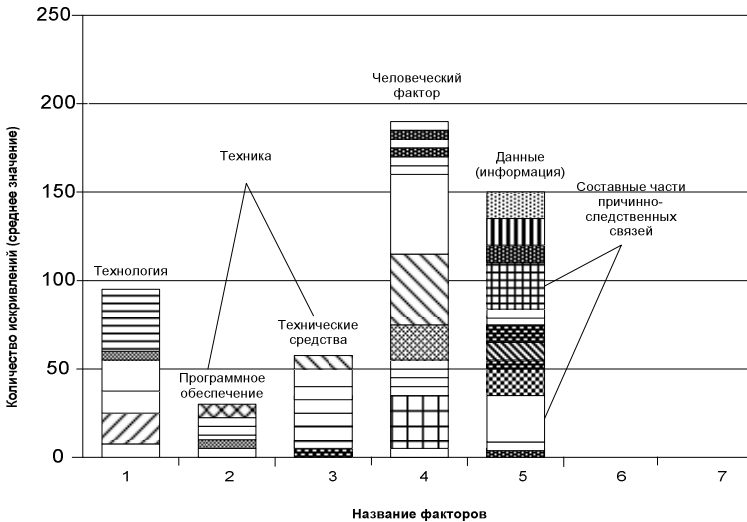 250
200
150
100
50
0
Количество искривлений (среднее значение)
Технология
Техника
Программное
обеспечение
Технические
средства
Человеческий
фактор
Данные
(информация)
Составные части
причинно-
следственных
связей
1 2 3 4 5 6 7
Название факторов